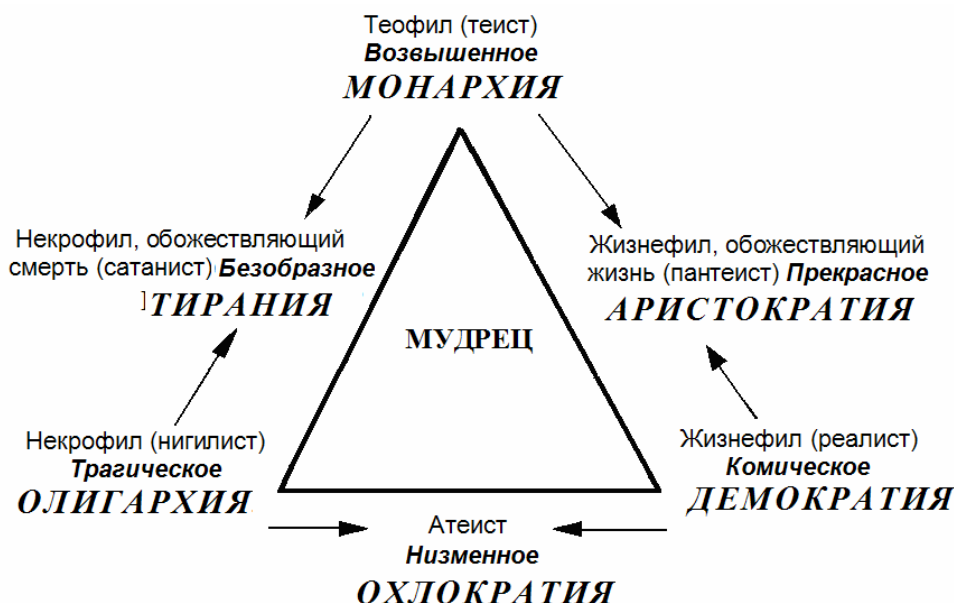 Теофил (теист)
Возвышенное
МОНАРХИЯ
Некрофил, обожествляющий
смерть (сатанист) Безобразное
] ТИРАНИЯ
Жизнефил, обожествляющий
жизнь (пантеист) Прекрасное
АРИСТОКРАТИЯ
МУДРЕЦ
Некрофил (нигилист)
Трагическое
ОЛИГАРХИЯ
Жизнефил (реалист)
Комическое
ДЕМОКРАТИЯ
Атеист
Низменное
ОХЛОКРАТИЯ